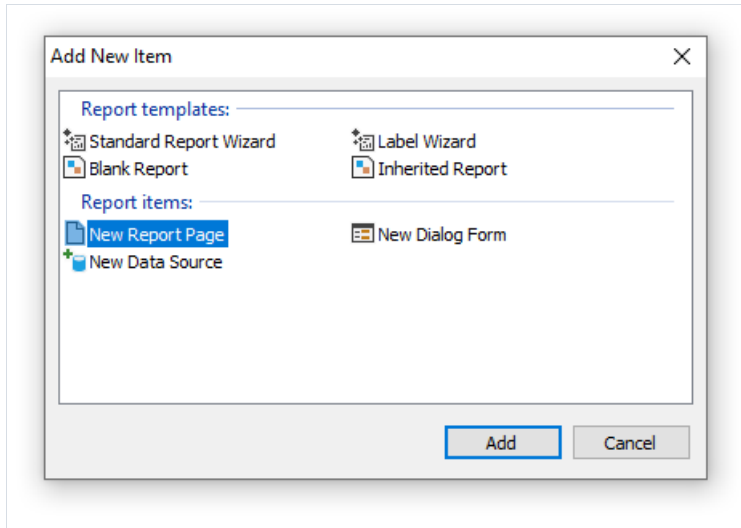 Add New Item
Report templates:
Standard Report Wizard Label Wizard
Blank Report Inherited Report
Report items:
New Report Page New Dialog Form
New Data Source
Add Cancel